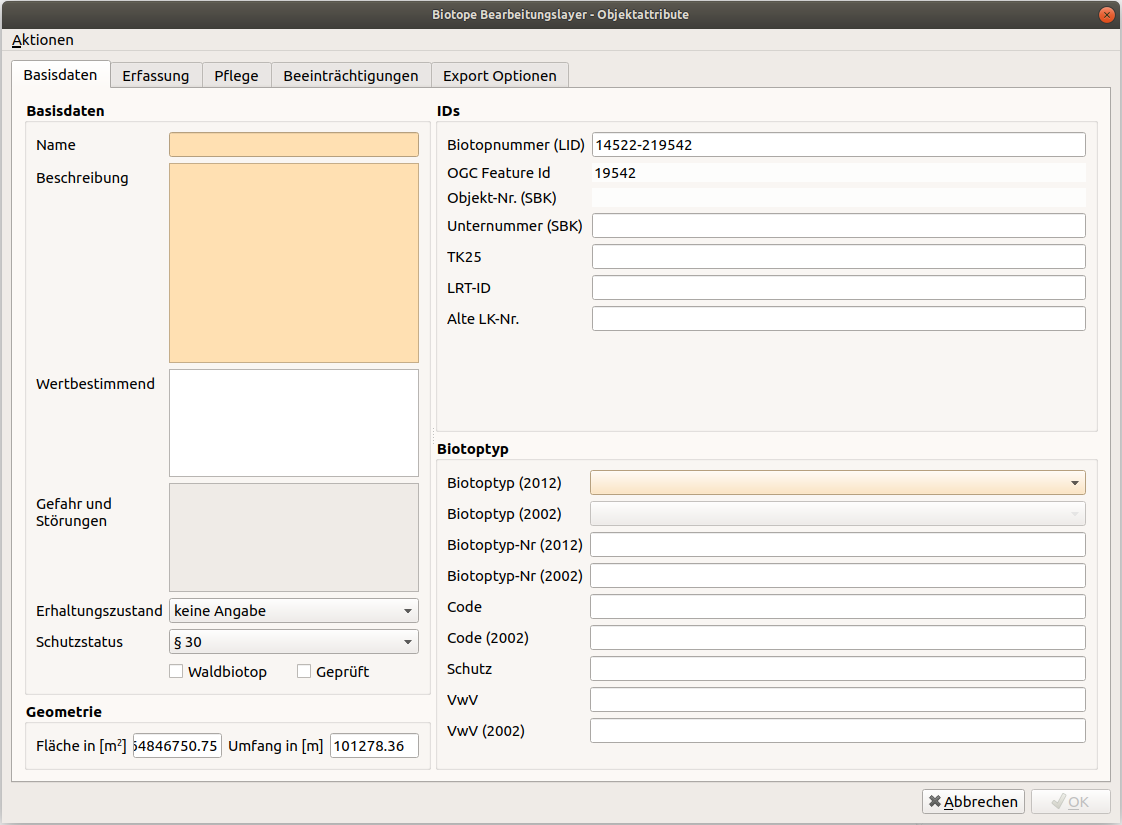 Biotope Bearbeitungslayer - Objektattribute
Aktionen
Basisdaten
Erfassung
Pflege
Beeinträchtigungen
Export Optionen
Basisdaten
Name
Beschreibung
Wertbestimmend
Gefahr und
Störungen
Erhaltungszustand
keine Angabe
Schutzstatus
§ 30
Waldbiotop
Geprüft
Geometrie
Fläche in [m²]
Umfang in [m]
101278.36
IDs
Biotopnummer (LID)
14522-219542
OGC Feature Id
19542
Objekt-Nr. (SBK)
Unternummer (SBK)
TK25
LRT-ID
Alte LK-Nr.
Biotoptyp
Biotoptyp (2012)
Biotoptyp (2002)
Biotoptyp-Nr (2012)
Biotoptyp-Nr (2002)
Code
Code (2002)
Schutz
VwV
VwV (2002)
Abbrechen
OK